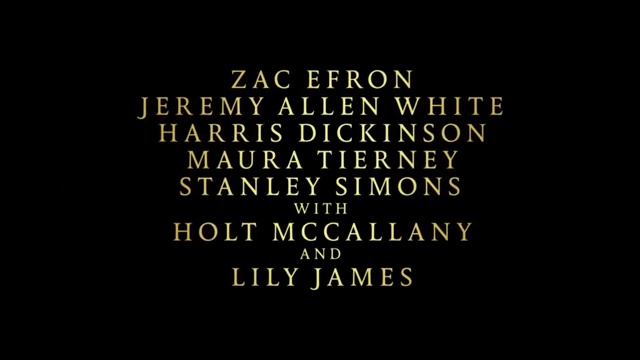 ZAC EFRON
JEREMY ALLEN WHITE
HARRIS DICKINSON
MAURA TIERNEY
STANLEY SIMONS
WITH
HOLT MCCALLANY
AND
LILY JAMES